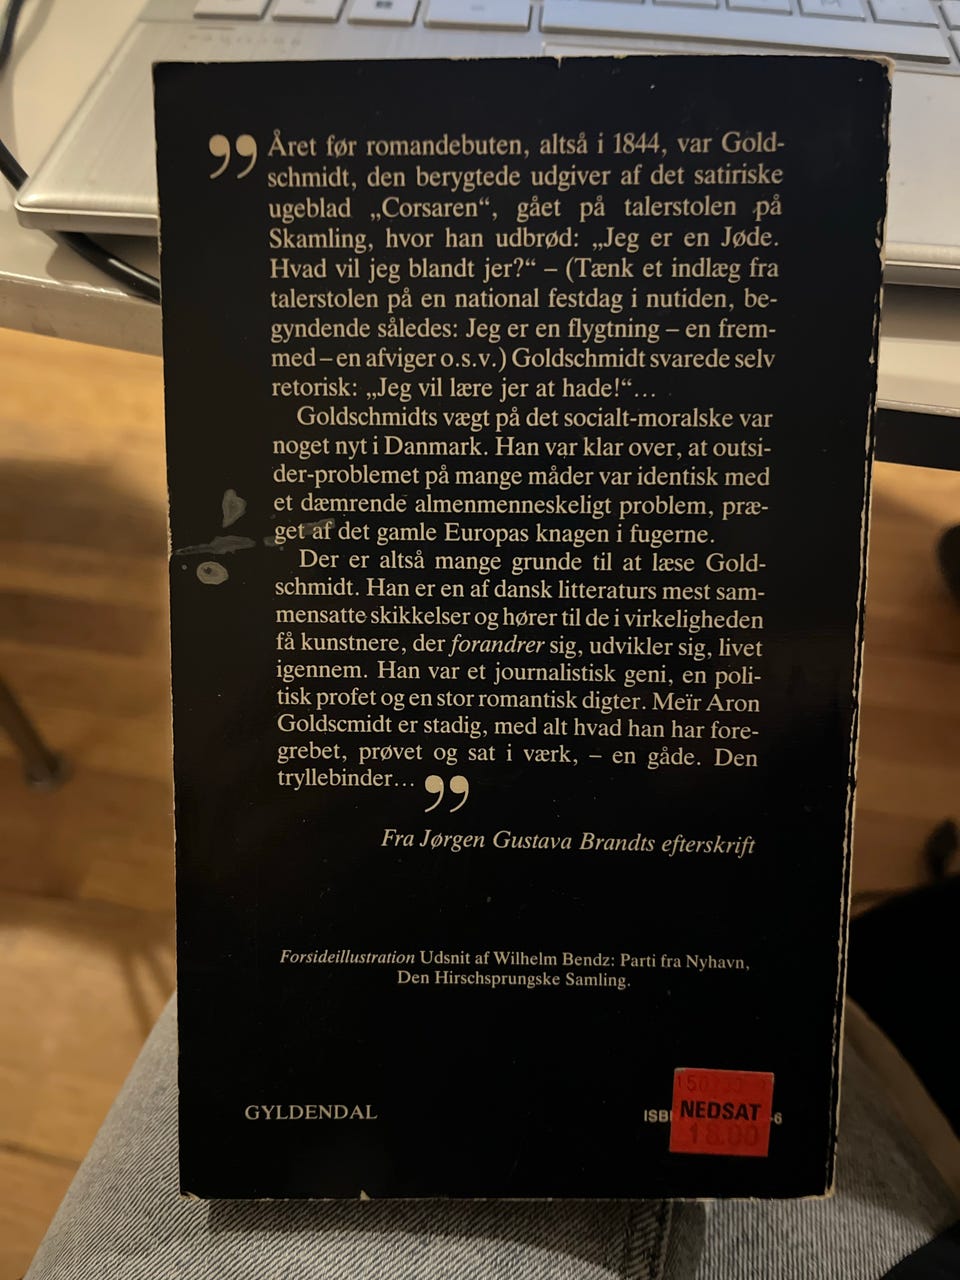 ”Året før romandebuten, altså i 1844, var Gold-
schmidt, den berygtede udgiver af det satiriske
ugeblad „Corsaren“, gået på talerstolen på
Skamling, hvor han udbrød: „Jeg er en Jøde.
Hvad vil jeg blandt jer?“ – (Tænk et indlæg fra
talerstolen på en national festdag i nutiden, be-
gyndende således: Jeg er en flygtning – en frem-
med – en afviger o.s.v.) Goldschmidt svarede selv
retorisk: „Jeg vil lære jer at hade!“...
Goldschmidts vægt på det socialt-moralske var
noget nyt i Danmark. Han var klar over, at outsi-
der-problemet på mange måder var identisk med
et dæmrende almenmenneskeligt problem, præ-
get af det gamle Europas knagen i fugerne.
Der er altså mange grunde til at læse Gold-
schmidt. Han er en af dansk litteraturs mest sam-
mensatte skikkelser og hører til de i virkeligheden
få kunstnere, der forandrer sig, udvikler sig, livet
igennem. Han var et journalistisk geni, en poli-
tisk profet og en stor romantisk digter. Meïr Aron
Goldscmidt er stadig, med alt hvad han har fore-
grebet, prøvet og sat i værk, – en gåde. Den
tryllebinder...”
Fra Jørgen Gustava Brandts efterskrift
Forsideillustration Udsnit af Wilhelm Bendz: Parti fra Nyhavn,
Den Hirschsprungske Samling.
GYLDENDAL
NEDSAT
18.00